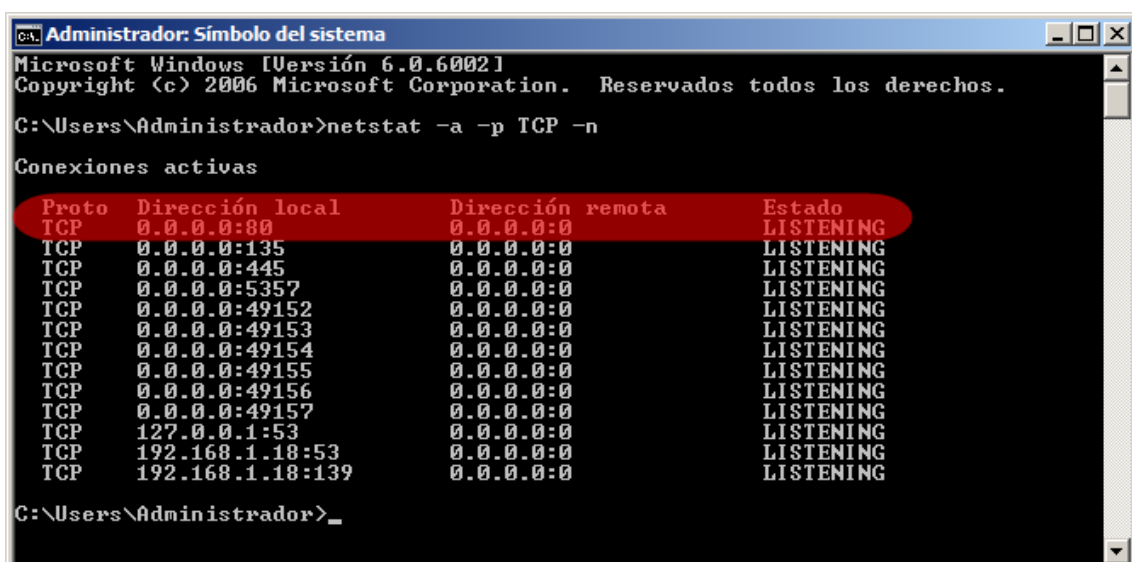 Administrador: Símbolo del sistema
Microsoft Windows [Versión 6.0.6002]
Copyright (c) 2006 Microsoft Corporation.  Reservados todos los derechos.
C:\Users\Administrador>netstat -a -p TCP -n
Conexiones activas
Proto  Dirección local          Dirección remota        Estado
TCP    0.0.0.0:80             0.0.0.0:0              LISTENING
TCP    0.0.0.0:135            0.0.0.0:0              LISTENING
TCP    0.0.0.0:445            0.0.0.0:0              LISTENING
TCP    0.0.0.0:5357           0.0.0.0:0              LISTENING
TCP    0.0.0.0:49152          0.0.0.0:0              LISTENING
TCP    0.0.0.0:49153          0.0.0.0:0              LISTENING
TCP    0.0.0.0:49154          0.0.0.0:0              LISTENING
TCP    0.0.0.0:49155          0.0.0.0:0              LISTENING
TCP    0.0.0.0:49156          0.0.0.0:0              LISTENING
TCP    0.0.0.0:49157          0.0.0.0:0              LISTENING
TCP    127.0.0.1:53           0.0.0.0:0              LISTENING
TCP    192.168.1.18:53        0.0.0.0:0              LISTENING
TCP    192.168.1.18:139       0.0.0.0:0              LISTENING
C:\Users\Administrador>_